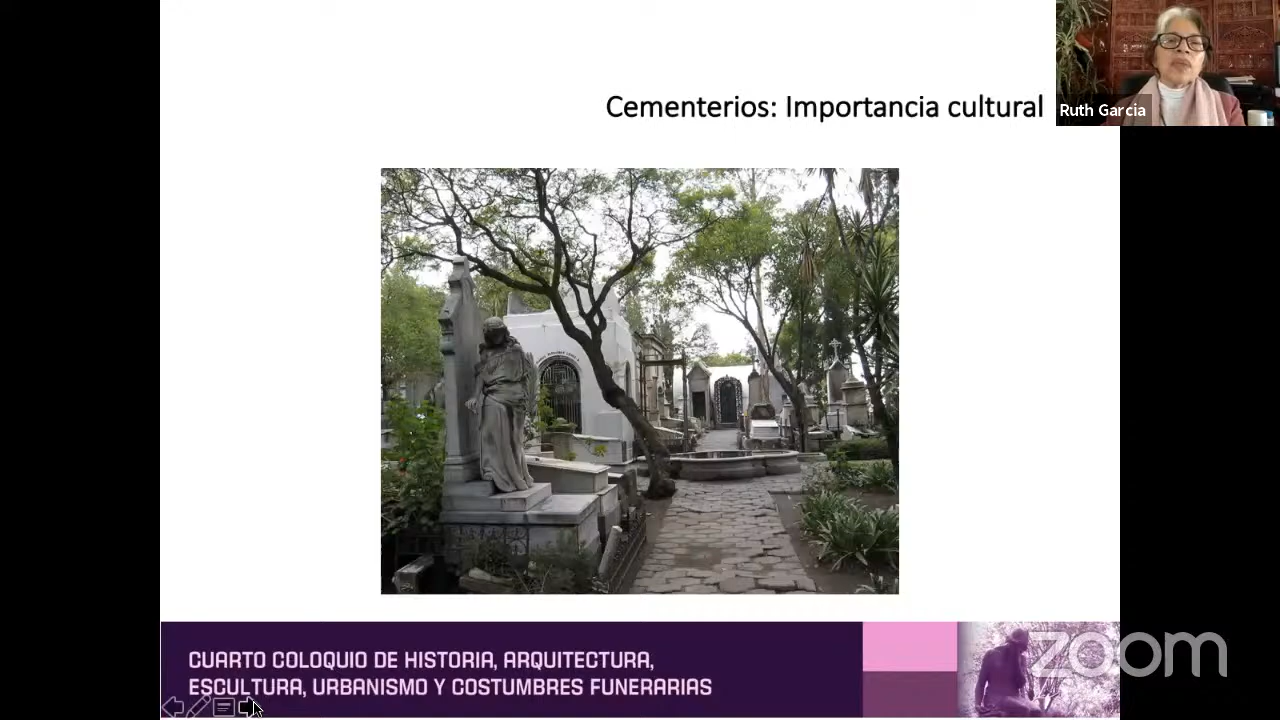 Cementerios: Importancia cultural
Ruth Garcia
CUARTO COLOQUIO DE HISTORIA, ARQUITECTURA,
ESCULTURA, URBANISMO Y COSTUMBRES FUNERARIAS
zoom